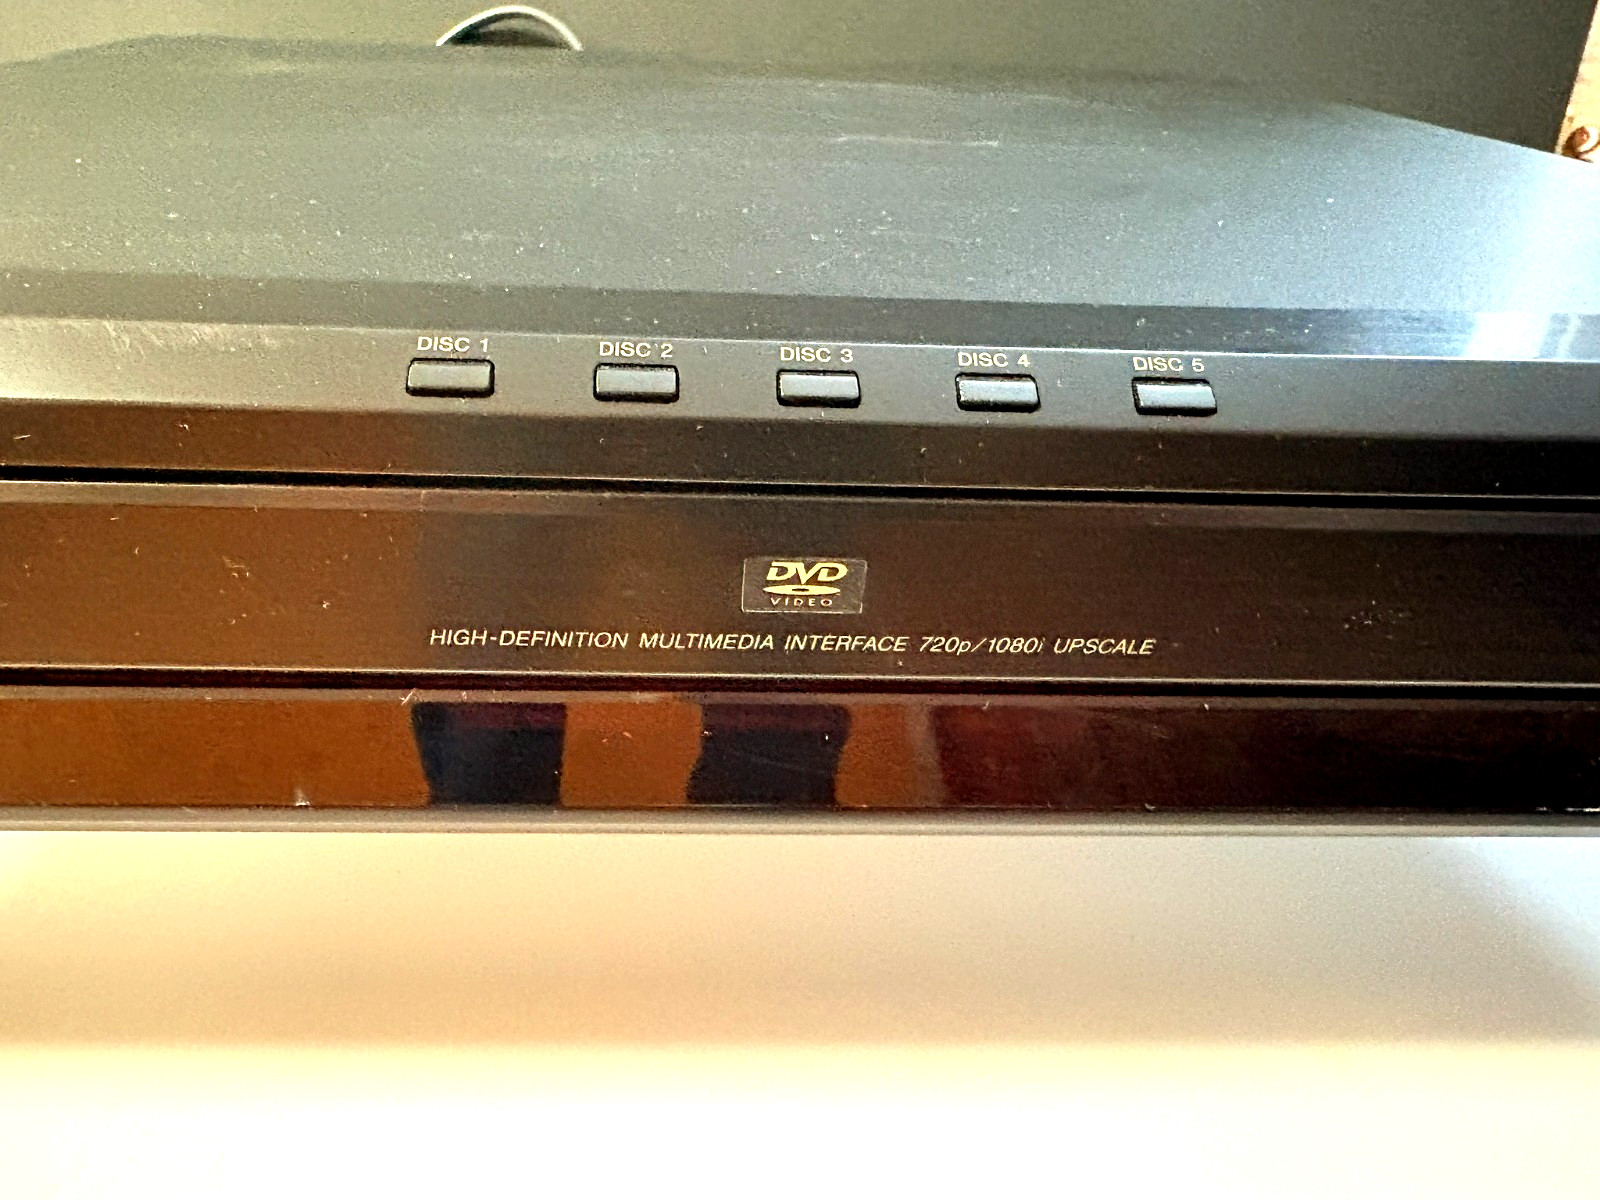 DISC 1 DISC 2 DISC 3 DISC 4 DISC 5
DVD
VIDEO
HIGH-DEFINITION MULTIMEDIA INTERFACE 720p/1080i UPSCALE